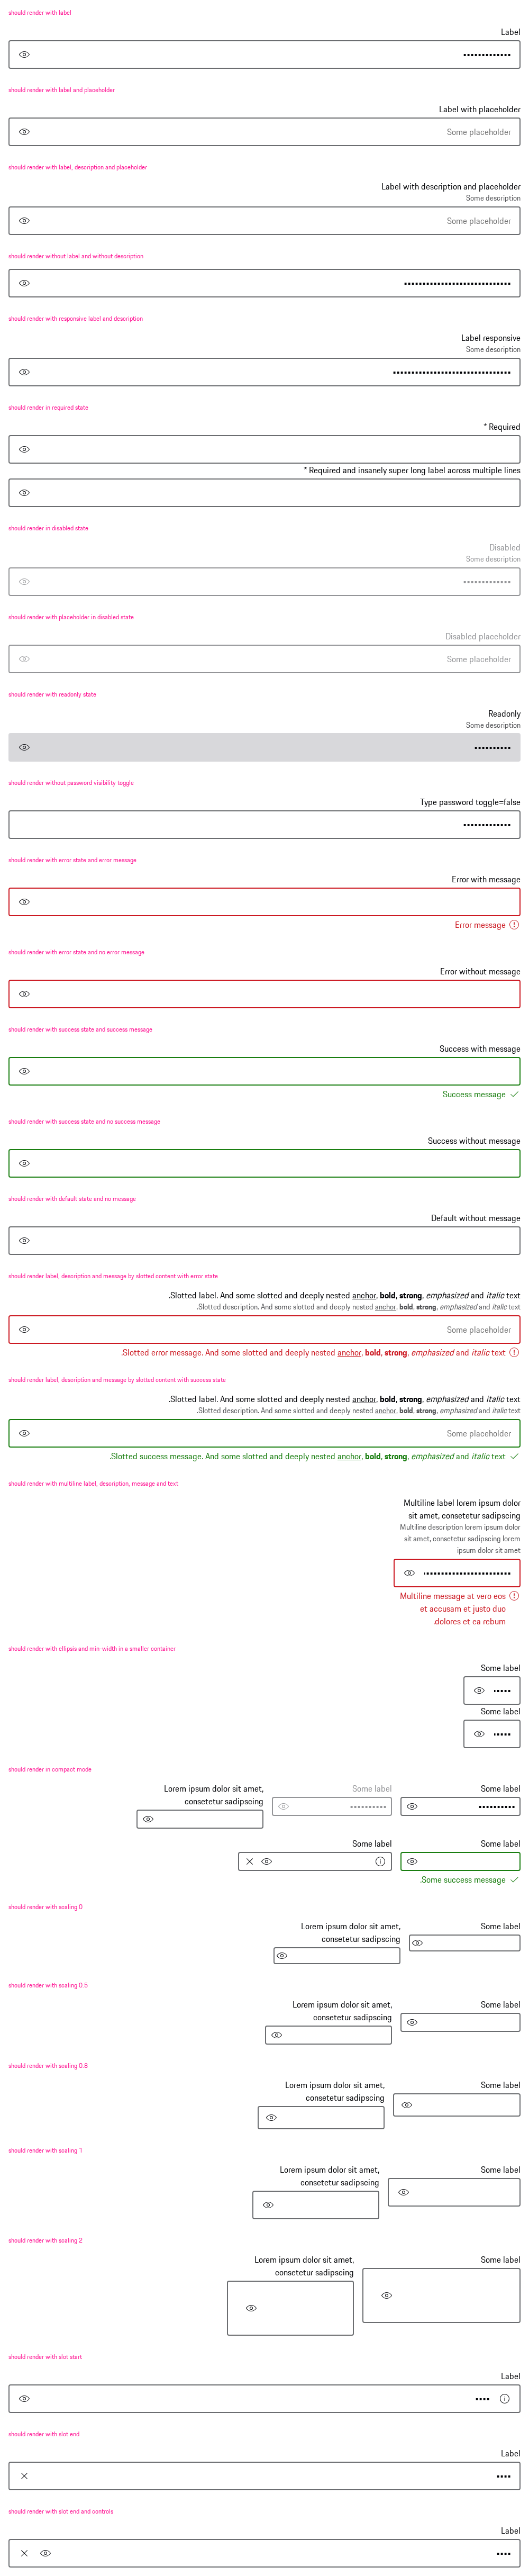 should render with label
Label
•••••••••••••
should render with label and placeholder
Label with placeholder
Some placeholder
should render with label, description and placeholder
Label with description and placeholder
Some description
Some placeholder
should render without label and without description
should render with responsive label and description
Label responsive
Some description
should render in required state
* Required
* Required and insanely super long label across multiple lines
should render in disabled state
Disabled
Some description
should render with placeholder in disabled state
Disabled placeholder
Some placeholder
should render with readonly state
Readonly
Some description
should render without password visibility toggle
Type password toggle=false
should render with error state and error message
Error with message
Error message
should render with error state and no error message
Error without message
should render with success state and success message
Success with message
Success message
should render with success state and no success message
Success without message
should render with default state and no message
Default without message
should render label, description and message by slotted content with error state
.Slotted label. And some slotted and deeply nested anchor, bold, strong, emphasized and italic text
.Slotted description. And some slotted and deeply nested anchor, bold, strong, emphasized and italic text
Some placeholder
.Slotted error message. And some slotted and deeply nested anchor, bold, strong, emphasized and italic text
should render label, description and message by slotted content with success state
.Slotted label. And some slotted and deeply nested anchor, bold, strong, emphasized and italic text
.Slotted description. And some slotted and deeply nested anchor, bold, strong, emphasized and italic text
Some placeholder
.Slotted success message. And some slotted and deeply nested anchor, bold, strong, emphasized and italic text
should render with multiline label, description, message and text
Multiline label lorem ipsum dolor
sit amet, consetetur sadipscing
Multiline description lorem ipsum dolor
sit amet, consetetur sadipscing lorem
ipsum dolor sit amet
Multiline message at vero eos
et accusam et justo duo
.dolores et ea rebum
should render with ellipsis and min-width in a smaller container
Some label
Some label
should render in compact mode
Some label
Some label
Lorem ipsum dolor sit amet,
consetetur sadipscing
Some label
Some label
.Some success message
should render with scaling 0
Some label
Lorem ipsum dolor sit amet,
consetetur sadipscing
should render with scaling 0.5
Some label
Lorem ipsum dolor sit amet,
consetetur sadipscing
should render with scaling 0.8
Some label
Lorem ipsum dolor sit amet,
consetetur sadipscing
should render with scaling 1
Some label
Lorem ipsum dolor sit amet,
consetetur sadipscing
should render with scaling 2
Some label
Lorem ipsum dolor sit amet,
consetetur sadipscing
should render with slot start
Label
should render with slot end
Label
should render with slot end and controls
Label